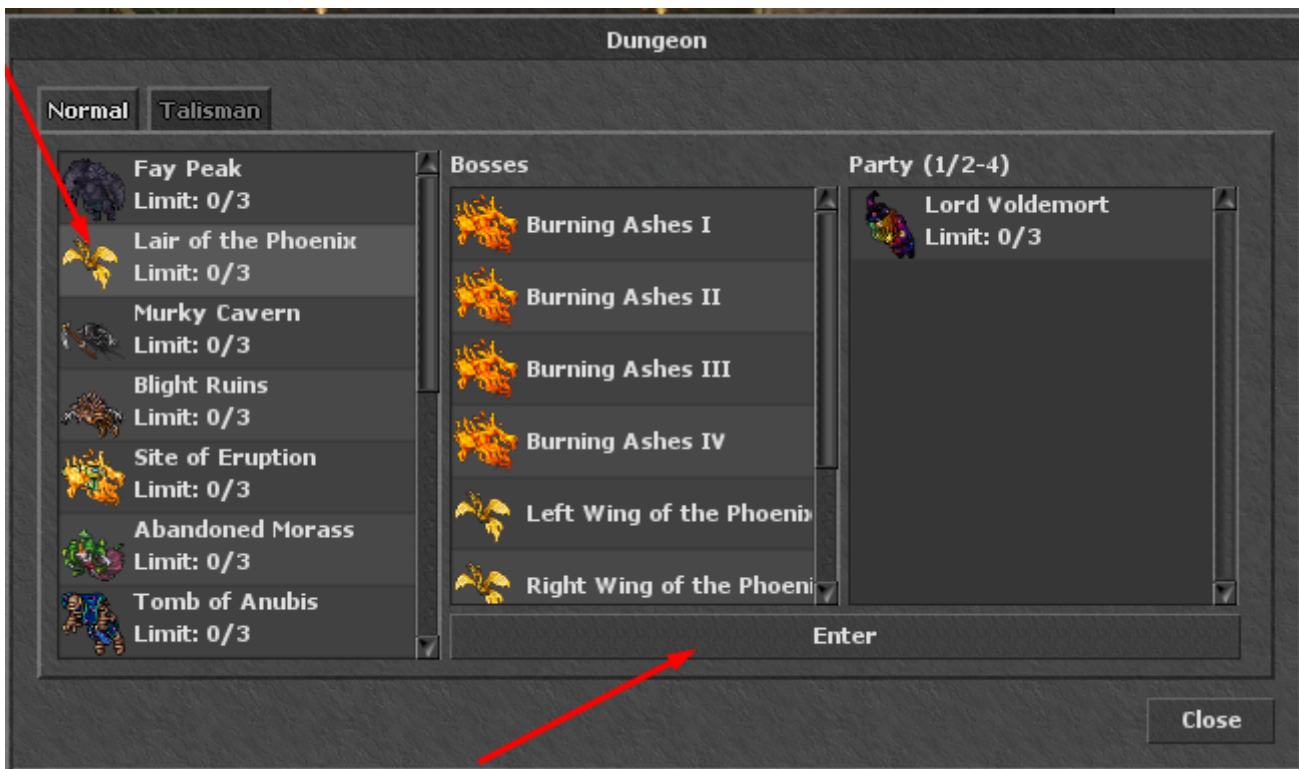 Dungeon
Normal
Talisman
Fay Peak
Limit: 0/3
Lair of the Phoenix
Limit: 0/3
Murky Cavern
Limit: 0/3
Blight Ruins
Limit: 0/3
Site of Eruption
Limit: 0/3
Abandoned Morass
Limit: 0/3
Tomb of Anubis
Limit: 0/3
Bosses
Burning Ashes I
Burning Ashes II
Burning Ashes III
Burning Ashes IV
Left Wing of the Phoenix
Right Wing of the Phoeni
Party (1/2-4)
Lord Voldemort
Limit: 0/3
Enter
Close